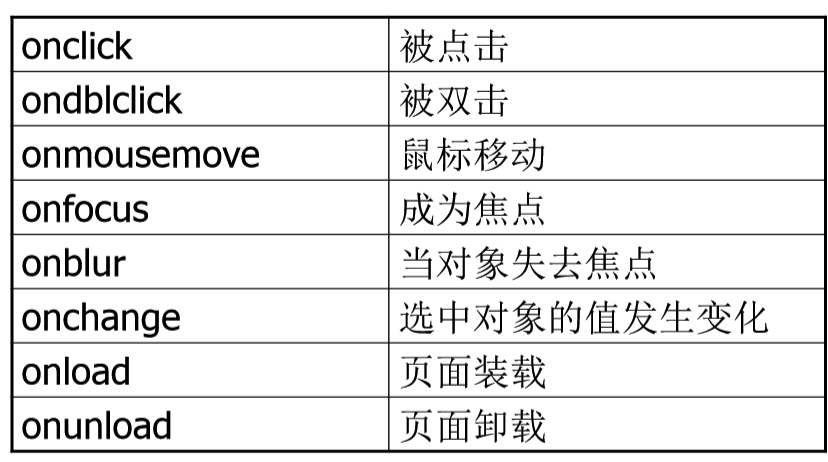 onclick 被点击
ondblclick 被双击
onmousemove 鼠标移动
onfocus 成为焦点
onblur 当对象失去焦点
onchange 选中对象的值发生变化
onload 页面装载
onunload 页面卸载